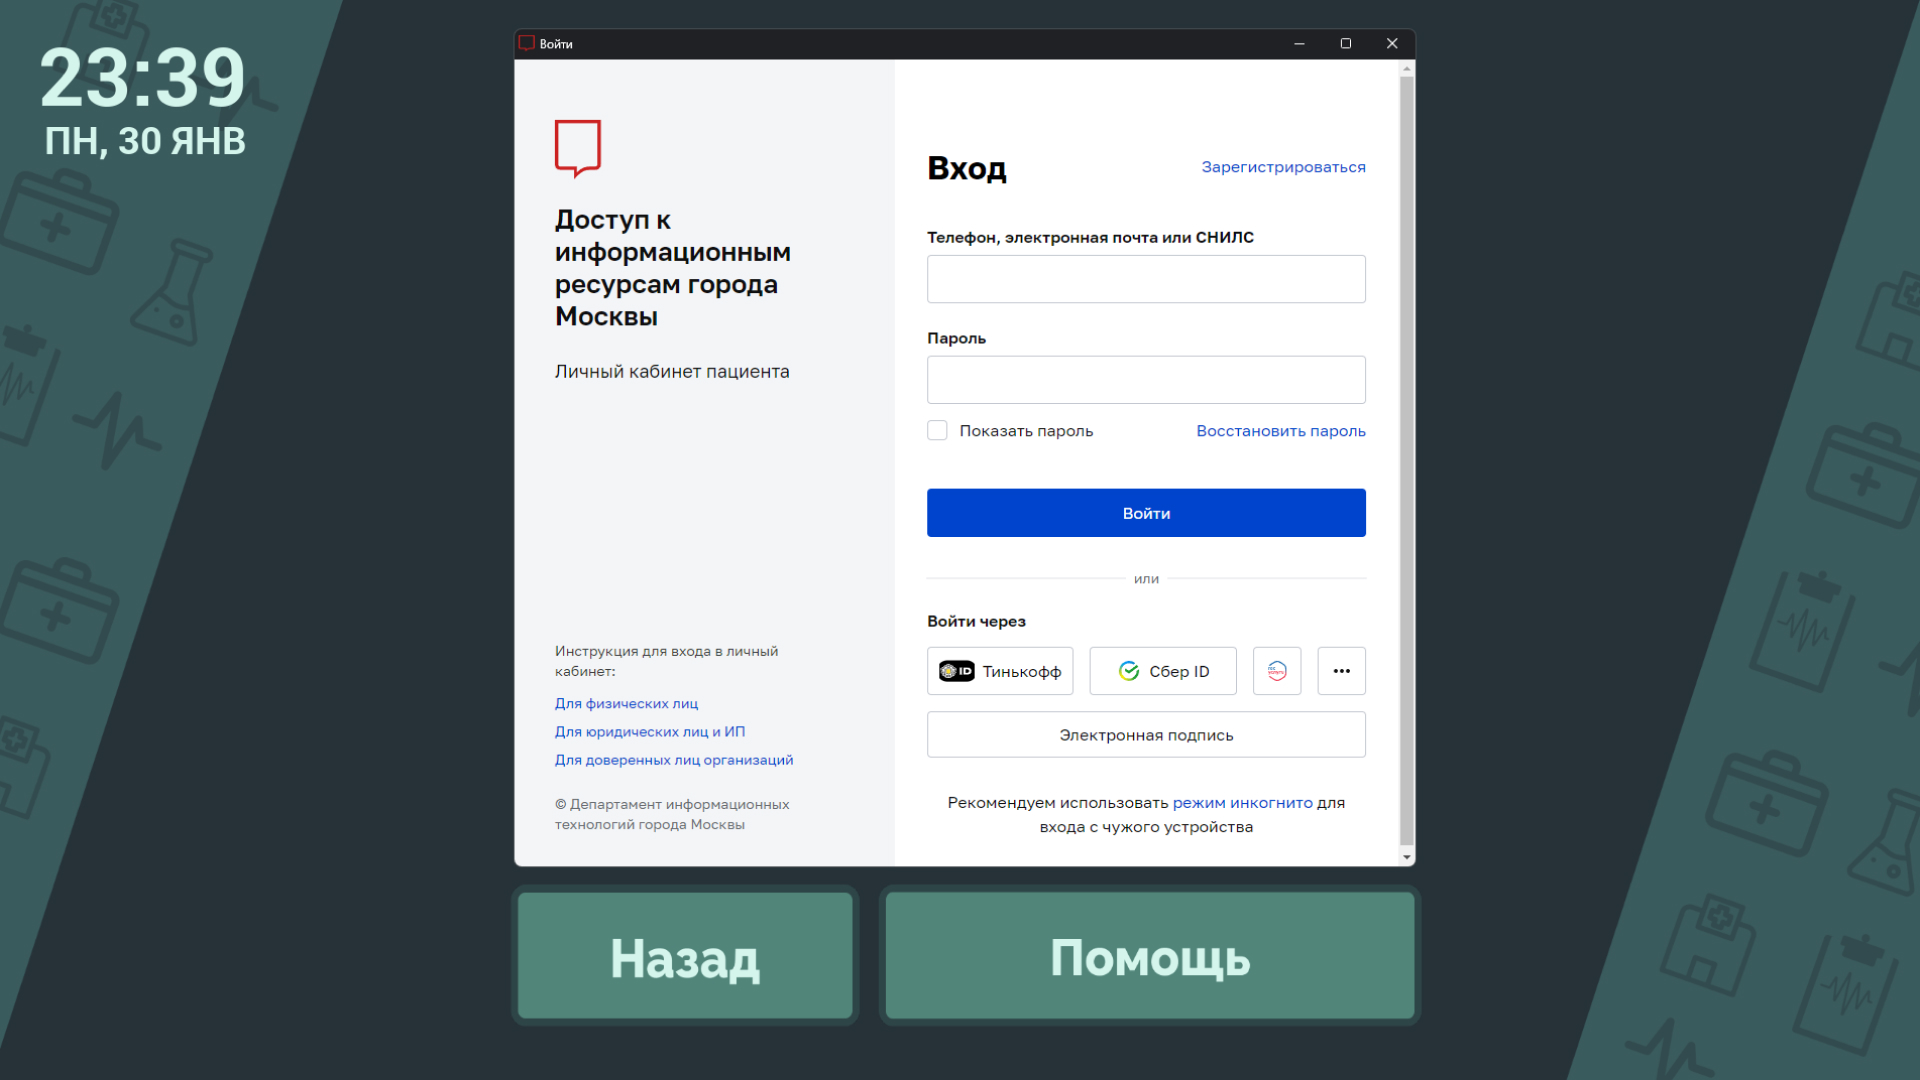 23:39
ПН, 30 ЯНВ
Войти
Доступ к
информационным
ресурсам города
Москвы
Личный кабинет пациента
Инструкция для входа в личный
кабинет:
Для физических лиц
Для юридических лиц и ИП
Для доверенных лиц организаций
© Департамент информационных
технологий города Москвы
Вход
Зарегистрироваться
Телефон, электронная почта или СНИЛС
Пароль
Показать пароль
Восстановить пароль
Войти
или
Войти через
ID Тинькофф
Сбер ID
гос услуги
•••
Электронная подпись
Рекомендуем использовать режим инкогнито для
входа с чужого устройства
Назад
Помощь